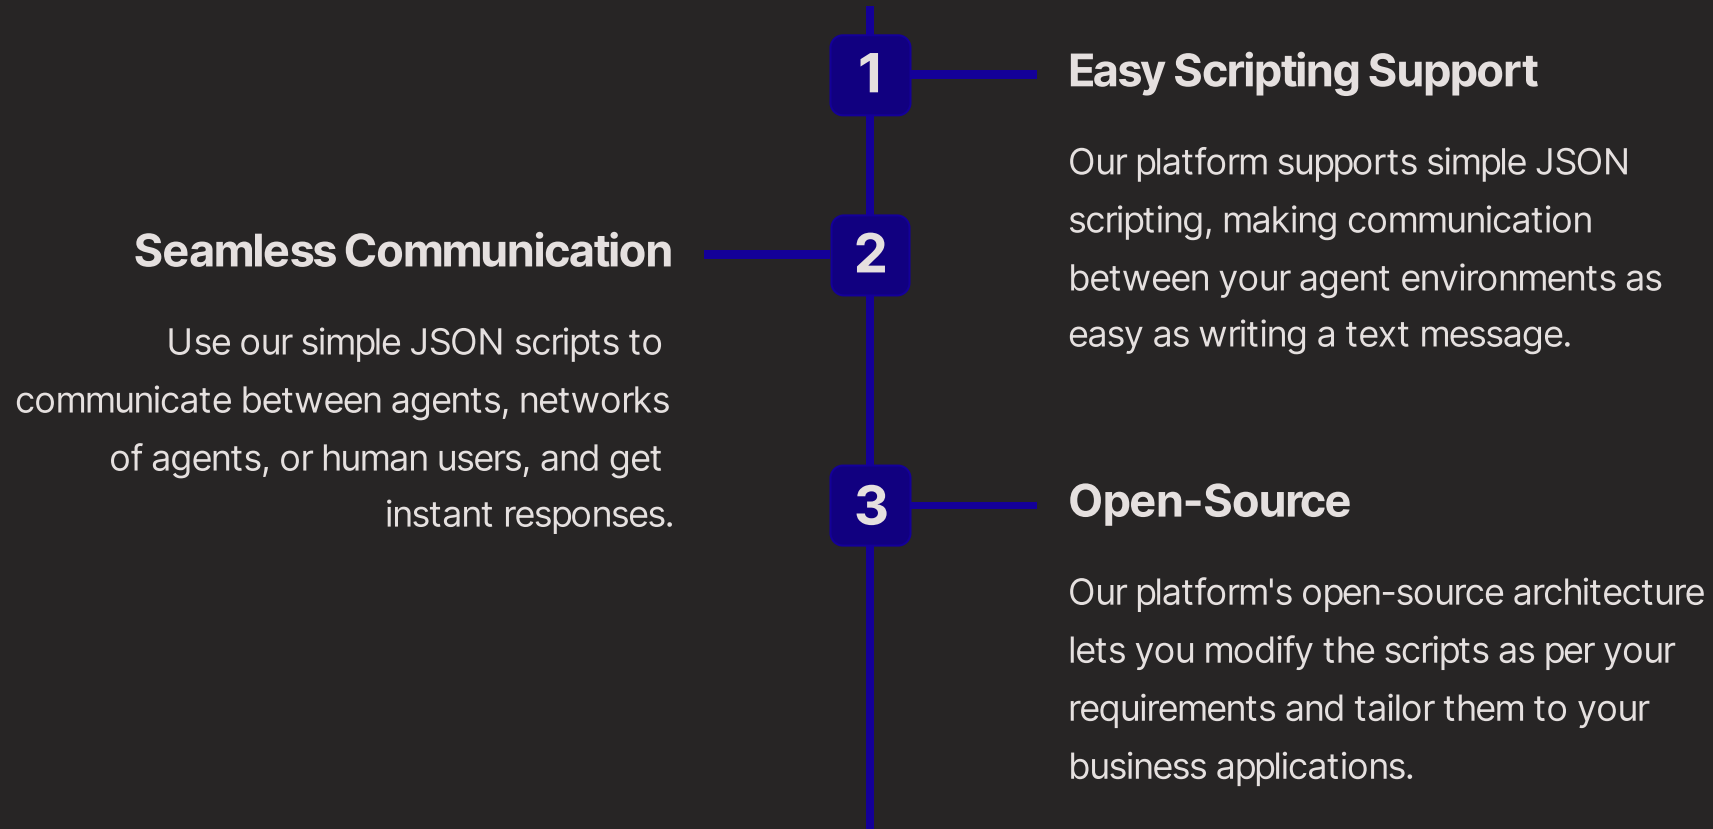 1
Easy Scripting Support
Our platform supports simple JSON
scripting, making communication
between your agent environments as
easy as writing a text message.
2
Seamless Communication
Use our simple JSON scripts to
communicate between agents, networks
of agents, or human users, and get
instant responses.
3
Open-Source
Our platform's open-source architecture
lets you modify the scripts as per your
requirements and tailor them to your
business applications.